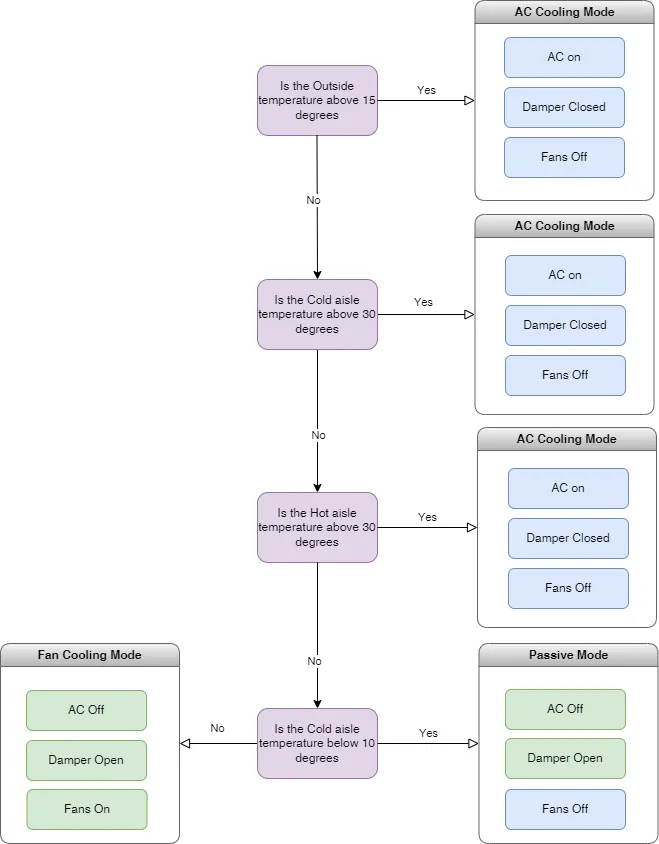 AC Cooling Mode
AC on
Is the Outside
temperature above 15
degrees
Yes
Damper Closed
Fans Off
No
AC Cooling Mode
AC on
Is the Cold aisle
temperature above 30
degrees
Yes
Damper Closed
Fans Off
No
AC Cooling Mode
AC on
Is the Hot aisle
temperature above 30
degrees
Yes
Damper Closed
Fans Off
No
Fan Cooling Mode
AC Off
Damper Open
Fans On
No
Is the Cold aisle
temperature below 10
degrees
Yes
Passive Mode
AC Off
Damper Open
Fans Off